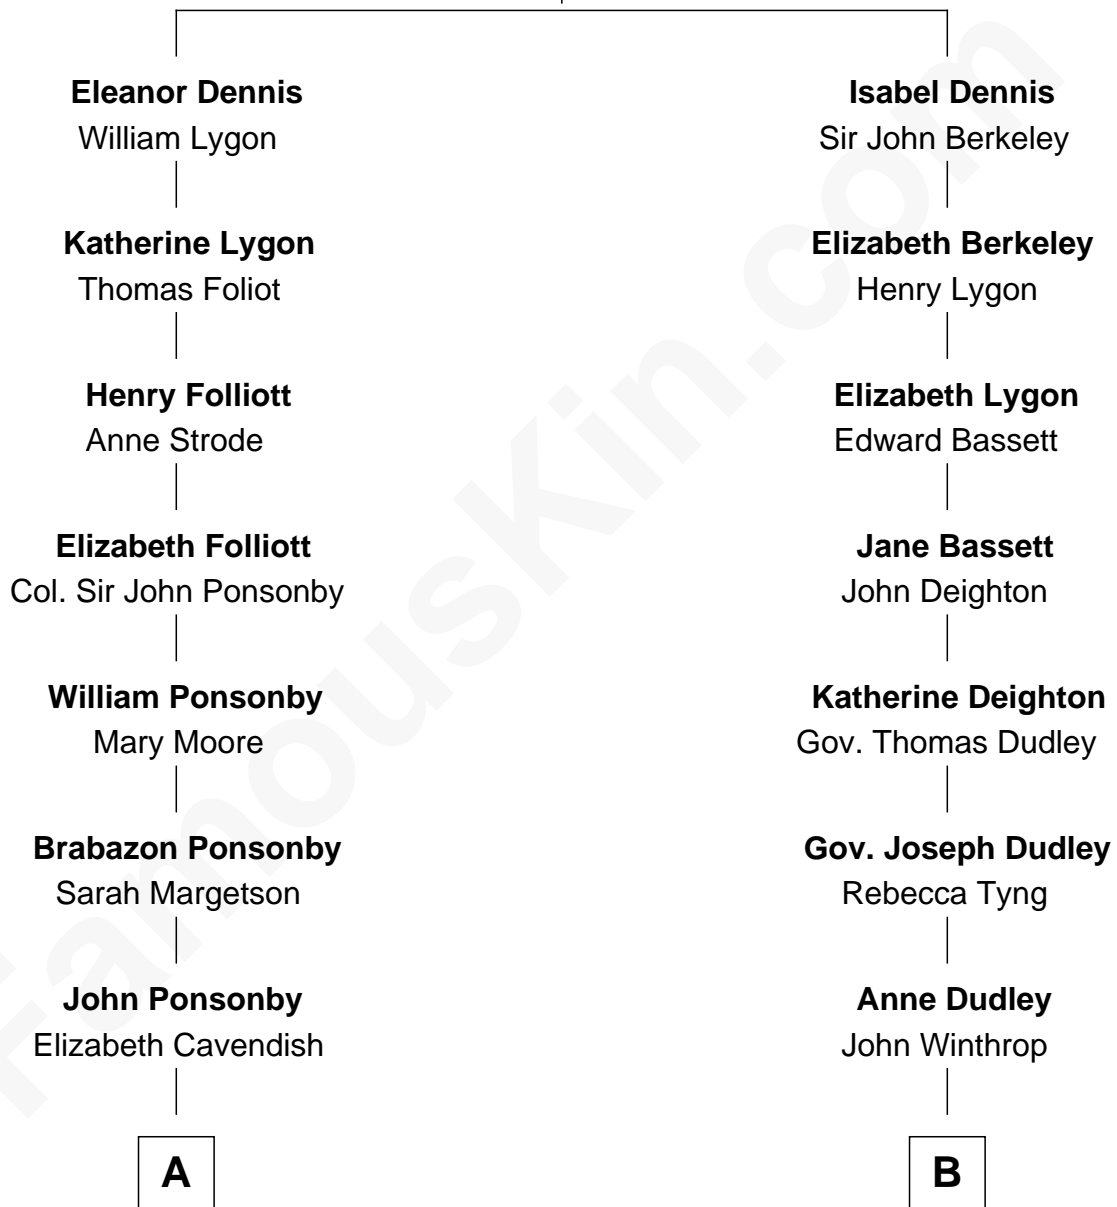 Eleanor Dennis
William Lygon
Katherine Lygon
Thomas Foliot
Henry Folliott
Anne Strode
Elizabeth Folliott
Col. Sir John Ponsonby
William Ponsonby
Mary Moore
Brabazon Ponsonby
Sarah Margetson
John Ponsonby
Elizabeth Cavendish
A
Isabel Dennis
Sir John Berkeley
Elizabeth Berkeley
Henry Lygon
Elizabeth Lygon
Edward Bassett
Jane Bassett
John Deighton
Katherine Deighton
Gov. Thomas Dudley
Gov. Joseph Dudley
Rebecca Tyng
Anne Dudley
John Winthrop
B
FamousKin.com